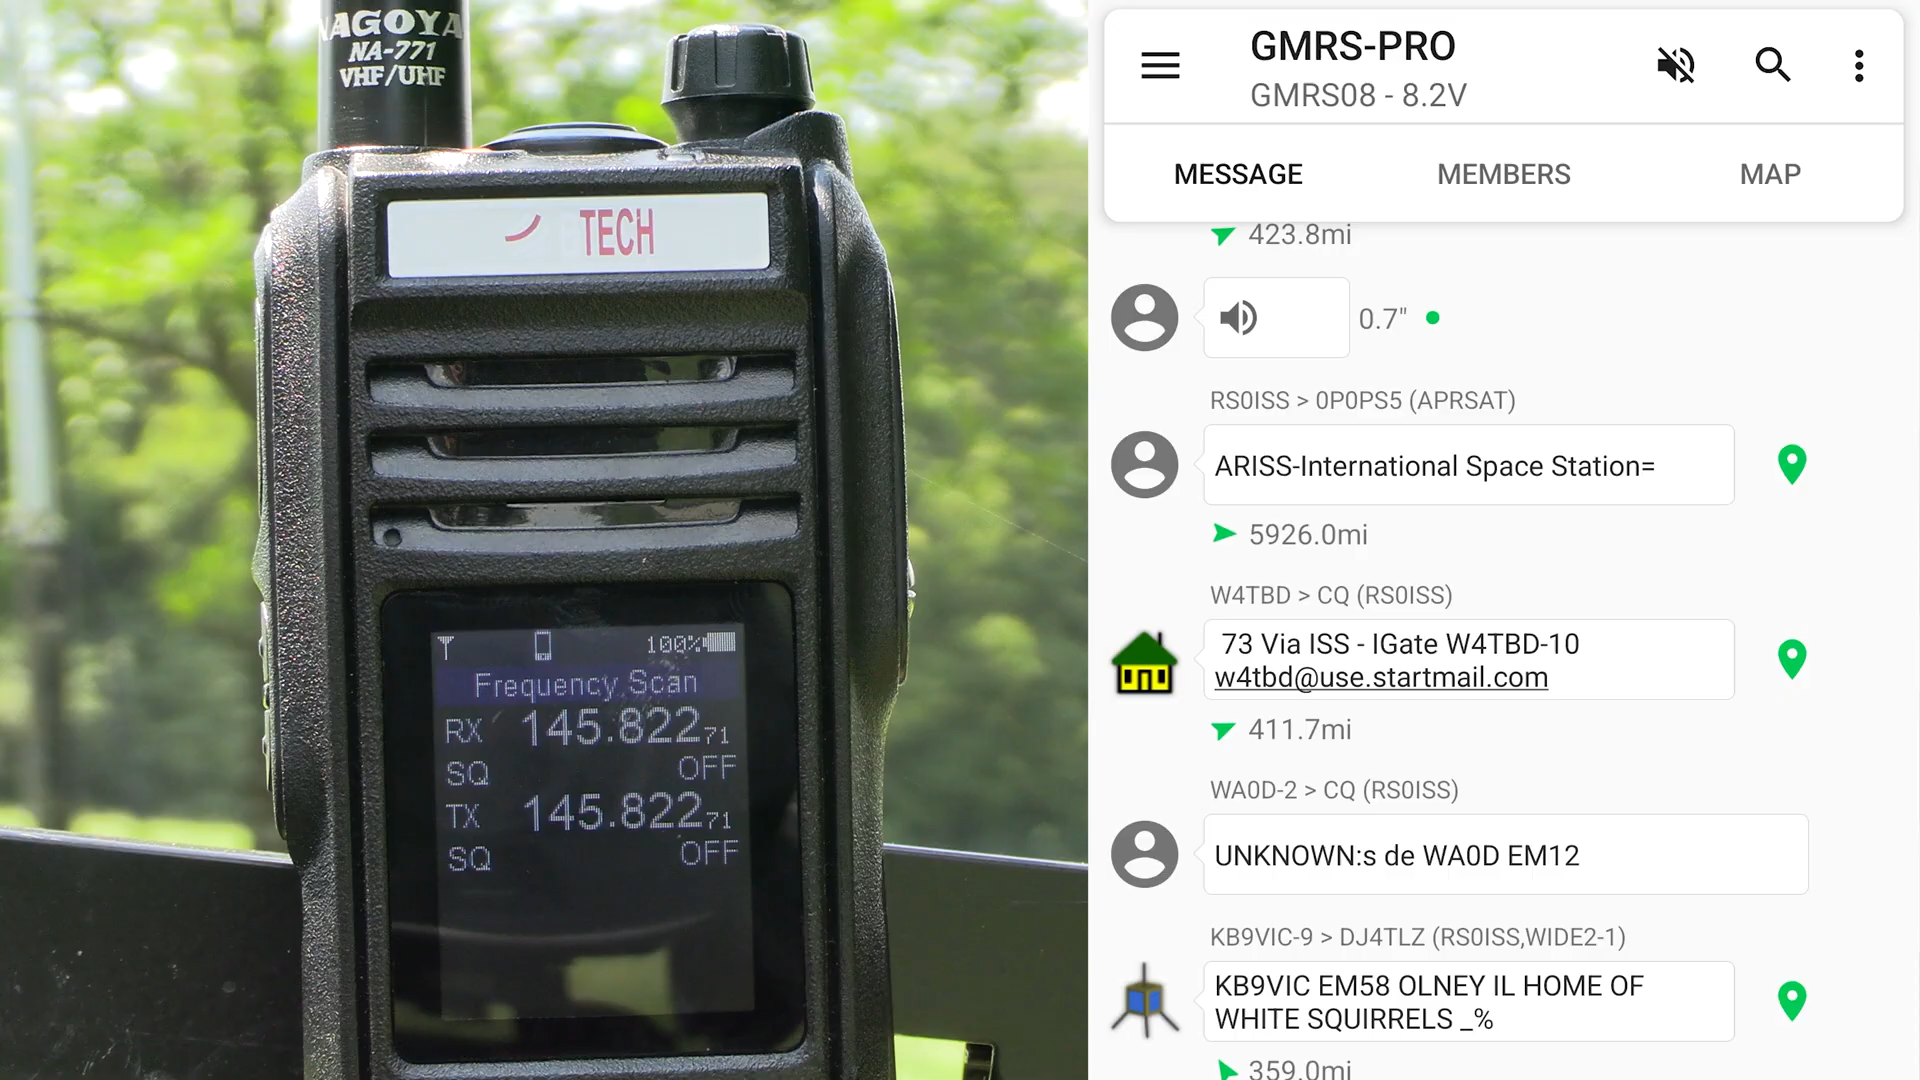 NAGOYA
NA-771
VHF/UHF
TECH
100%
Frequency Scan
RX 145.82271
SQ OFF
TX 145.82271
SQ OFF
GMRS-PRO
GMRS08 - 8.2V
MESSAGE MEMBERS MAP
423.8mi
0.7"
RS0ISS > 0P0PS5 (APRSAT)
ARISS-International Space Station=
5926.0mi
W4TBD > CQ (RS0ISS)
73 Via ISS - IGate W4TBD-10
w4tbd@use.startmail.com
411.7mi
WA0D-2 > CQ (RS0ISS)
UNKNOWN:s de WA0D EM12
KB9VIC-9 > DJ4TLZ (RS0ISS,WIDE2-1)
KB9VIC EM58 OLNEY IL HOME OF
WHITE SQUIRRELS _%
359.0mi